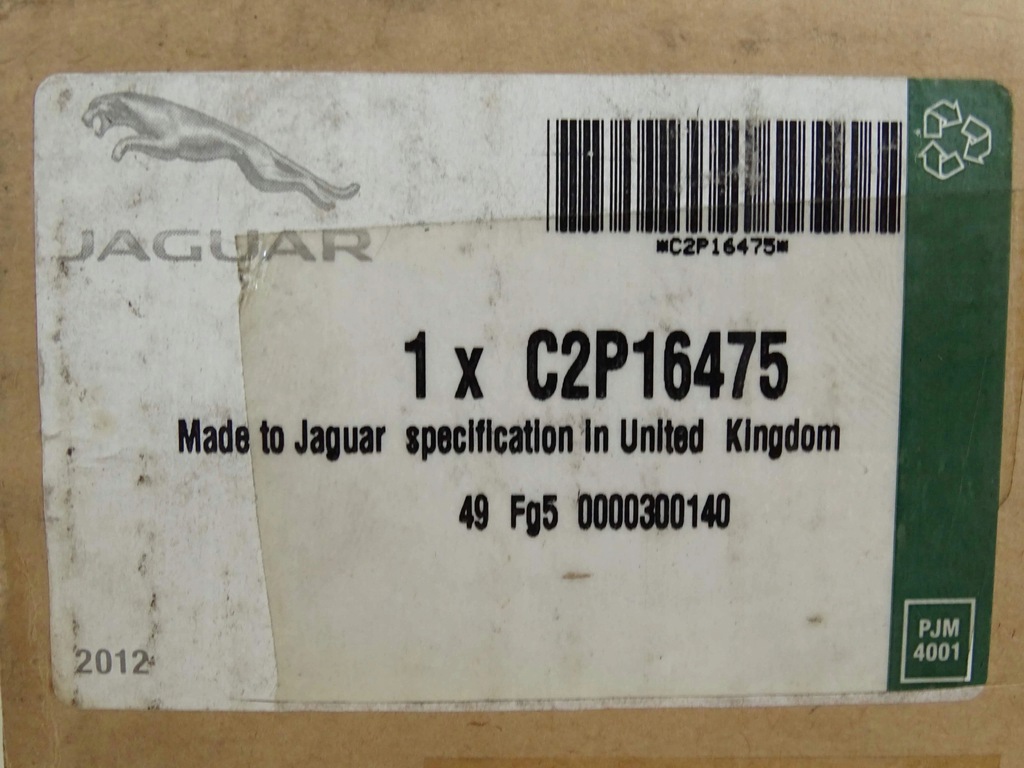 JAGUAR
*C2P16475*
1 x C2P16475
Made to Jaguar specification in United Kingdom
49 Fg5 0000300140
2012
PJM
4001